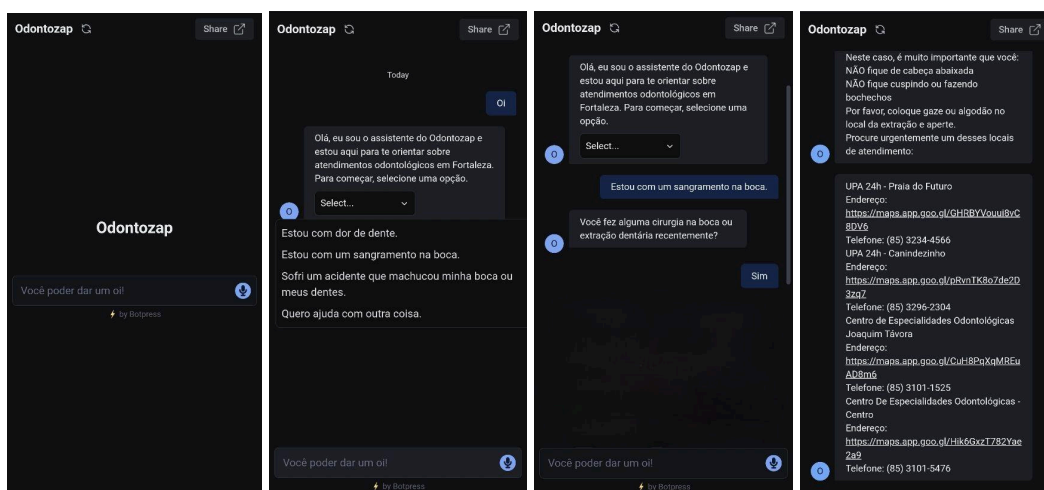 Odontozap
Share
Odontozap
Você poder dar um oi!
by Botpress
Odontozap
Share
Today
Oi
Olá, eu sou o assistente do Odontozap e
estou aqui para te orientar sobre
atendimentos odontológicos em Fortaleza.
Para começar, selecione uma opção.
Select...
O
Estou com dor de dente.
Estou com um sangramento na boca.
Sofri um acidente que machucou minha boca ou
meus dentes.
Quero ajuda com outra coisa.
Você poder dar um oi!
by Botpress
Odontozap
Share
Olá, eu sou o assistente do Odontozap e
estou aqui para te orientar sobre
atendimentos odontológicos em
Fortaleza. Para começar, selecione uma
opção.
Select...
O
Estou com um sangramento na boca.
Você fez alguma cirurgia na boca ou
extração dentária recentemente?
O
Sim
Você poder dar um oi!
by Botpress
Odontozap
Share
Neste caso, é muito importante que você:
NÃO fique de cabeça abaixada
NÃO fique cuspindo ou fazendo
bochechos
Por favor, coloque gaze ou algodão no
local da extração e aperte.
Procure urgentemente um desses locais
de atendimento:
O
UPA 24h - Praia do Futuro
Endereço:
https://maps.app.goo.gl/GHRBYVouui8vC
8DV6
Telefone: (85) 3234-4566
UPA 24h - Canindezinho
Endereço:
https://maps.app.goo.gl/pRvnTK8o7de2D
3zq7
Telefone: (85) 3296-2304
Centro de Especialidades Odontológicas
Joaquim Távora
Endereço:
https://maps.app.goo.gl/CuH8PqXqMREu
AD8m6
Telefone: (85) 3101-1525
Centro De Especialidades Odontológicas -
Centro
Endereço:
https://maps.app.goo.gl/Hik6GxzT782Yae
2a9
Telefone: (85) 3101-5476
O